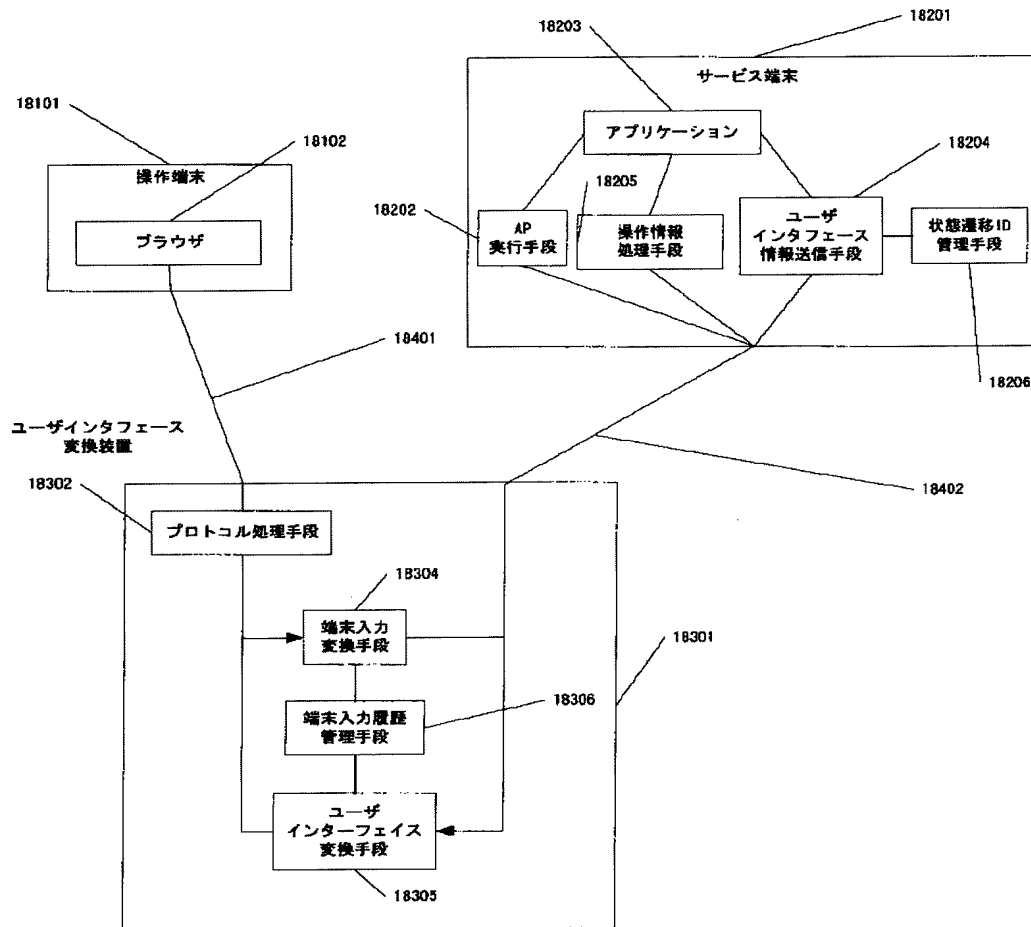 18201
18203
サービス端末
18101
18102
アプリケーション
操作端末
18204
18205
18202
ブラウザ
AP
実行手段
操作情報
処理手段
ユーザ
インタフェース
情報送信手段
状態遷移ID
管理手段
18401
18206
ユーザインタフェース
変換装置
18302
18402
プロトコル処理手段
18304
端末入力
変換手段
18301
18306
端末入力履歴
管理手段
ユーザ
インターフェイス
変換手段
18305